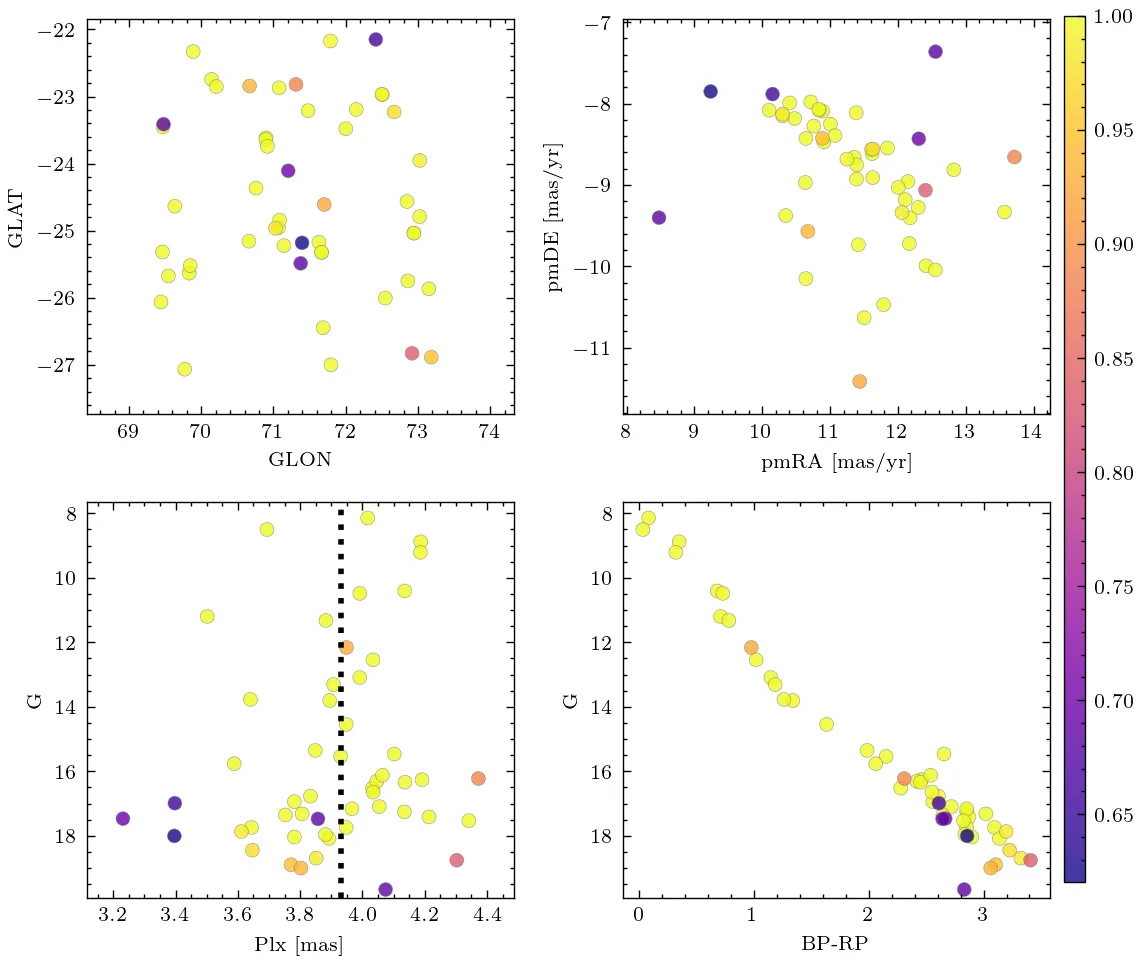 −22
−23
−24
−25
−26
−27
GLAT
69 70 71 72 73 74
GLON
−7
−8
−9
−10
−11
pmDE [mas/yr]
8 9 10 11 12 13 14
pmRA [mas/yr]
8
10
12
14
16
18
G
3.2 3.4 3.6 3.8 4.0 4.2 4.4
Plx [mas]
8
10
12
14
16
18
G
0 1 2 3
BP-RP
1.00
0.95
0.90
0.85
0.80
0.75
0.70
0.65